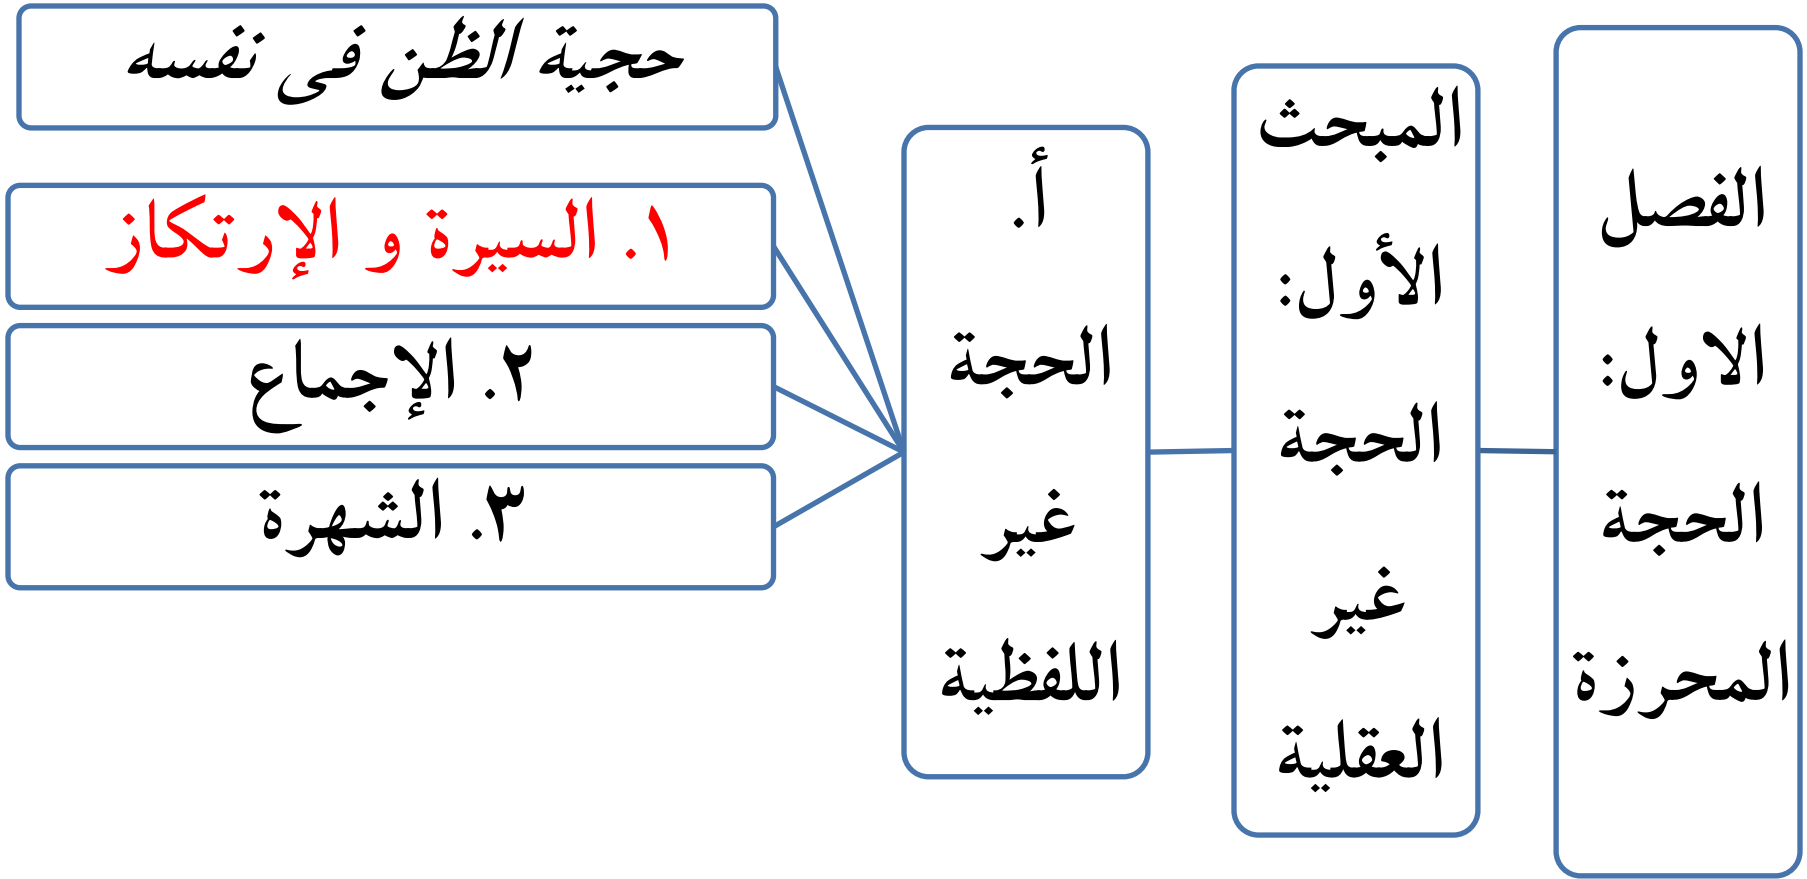 الفصل
الاول:
الحجة
المحرزة
المبحث
الأول:
الحجة
غير
العقلية
أ.
الحجة
غير
اللفظية
حجية الظن فى نفسه
١. السيرة و الإرتكاز
٢. الإجماع
٣. الشهرة